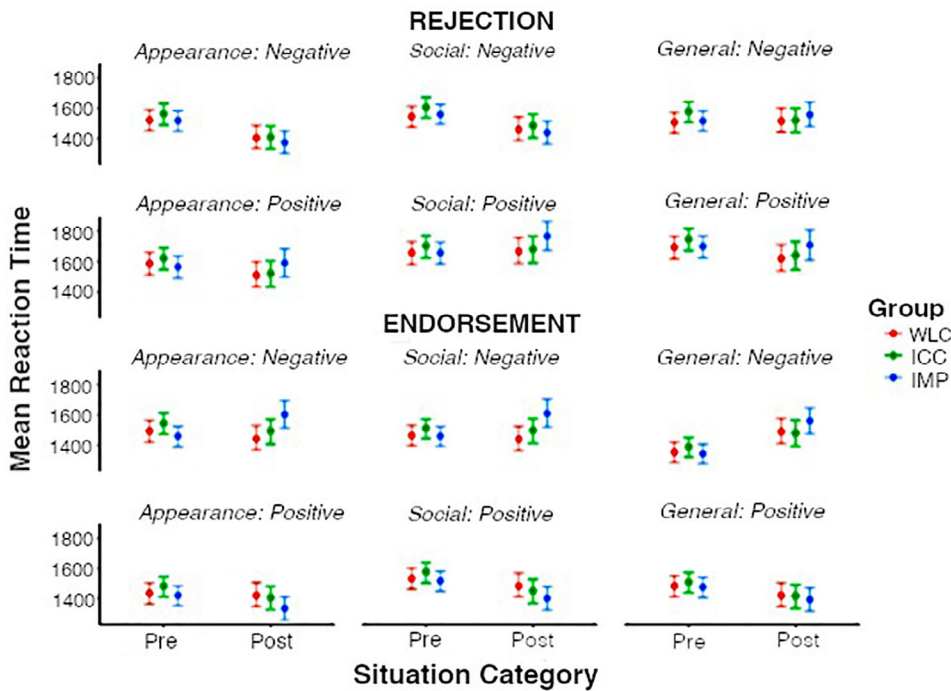 REJECTION
Appearance: Negative Social: Negative General: Negative
1800
1600
1400
Appearance: Positive Social: Positive General: Positive
1800
1600
1400
Mean Reaction Time
ENDORSEMENT
Group
WLC
ICC
IMP
Appearance: Negative Social: Negative General: Negative
1800
1600
1400
Appearance: Positive Social: Positive General: Positive
1800
1600
1400
Pre Post Pre Post Pre Post
Situation Category